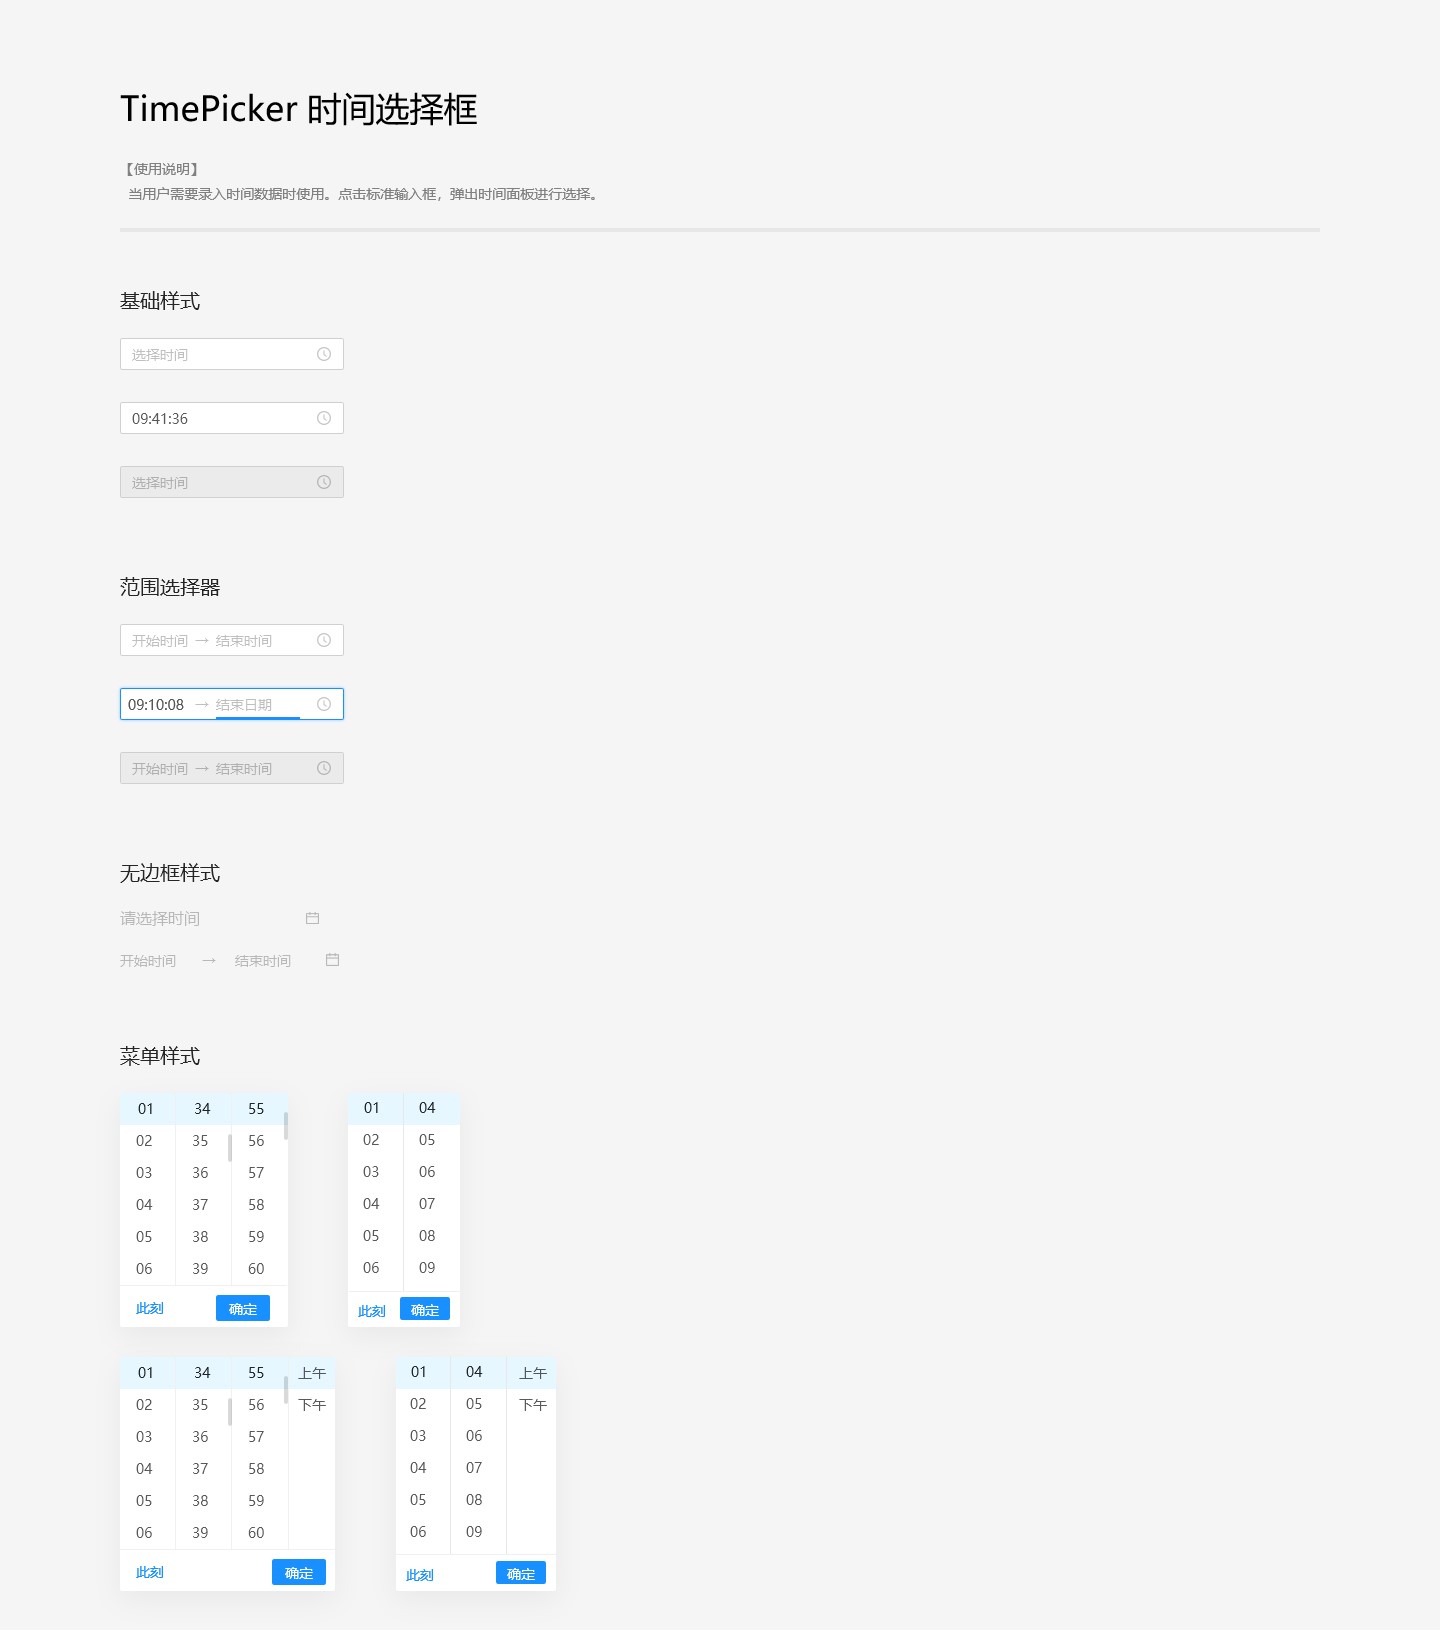 TimePicker 时间选择框
【使用说明】
当用户需要录入时间数据时使用。点击标准输入框，弹出时间面板进行选择。
基础样式
选择时间
09:41:36
选择时间
范围选择器
开始时间 → 结束时间
09:10:08 → 结束日期
开始时间 → 结束时间
无边框样式
请选择时间
开始时间 → 结束时间
菜单样式
01 34 55
02 35 56
03 36 57
04 37 58
05 38 59
06 39 60
此刻 确定
01 04
02 05
03 06
04 07
05 08
06 09
此刻 确定
01 34 55 上午
02 35 56 下午
03 36 57
04 37 58
05 38 59
06 39 60
此刻 确定
01 04 上午
02 05 下午
03 06
04 07
05 08
06 09
此刻 确定